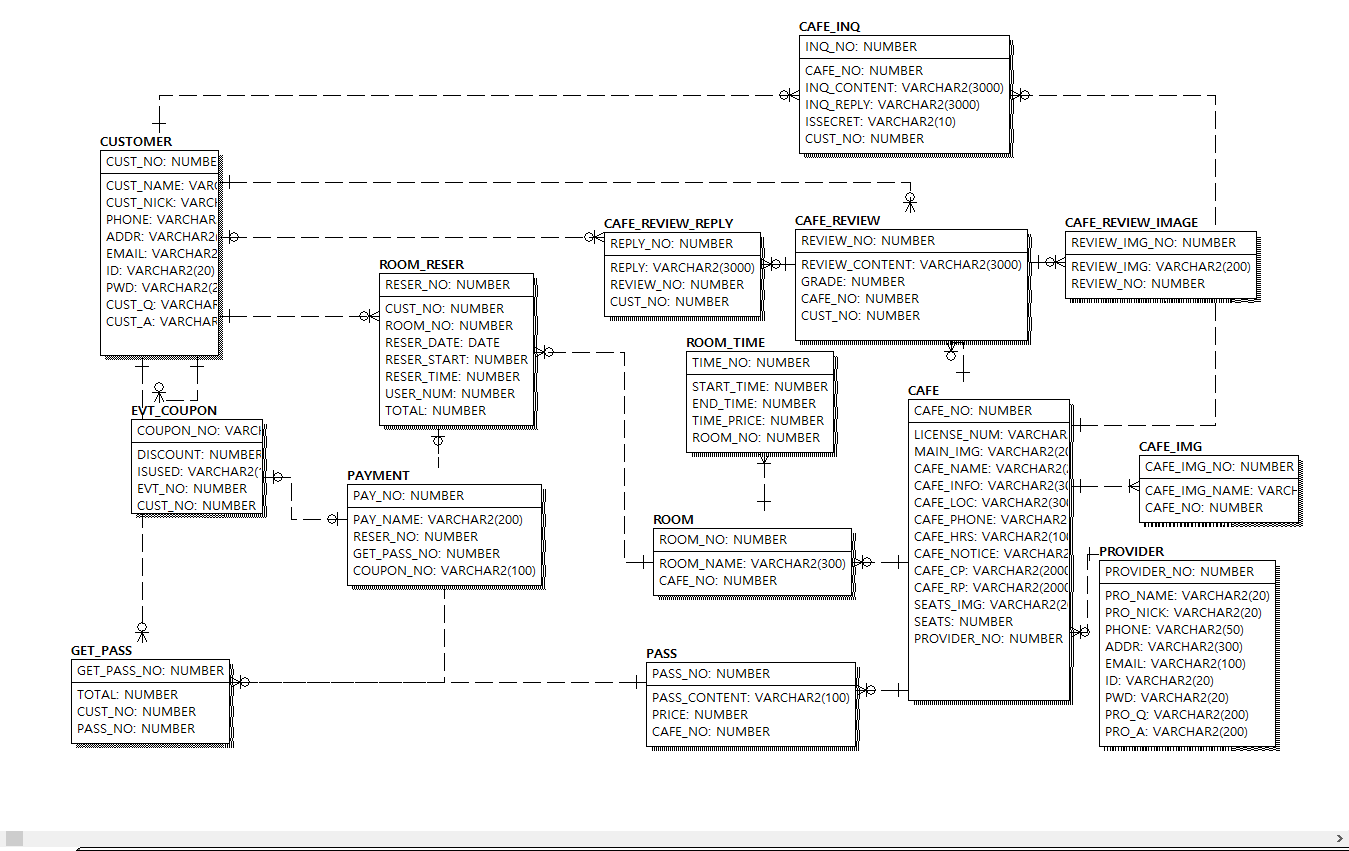 CAFE_INQ
INQ_NO: NUMBER
CAFE_NO: NUMBER
INQ_CONTENT: VARCHAR2(3000)
INQ_REPLY: VARCHAR2(3000)
ISSECRET: VARCHAR2(10)
CUST_NO: NUMBER
CUSTOMER
CUST_NO: NUMBE
CUST_NAME: VARC
CUST_NICK: VARCH
PHONE: VARCHAR
ADDR: VARCHAR2(
EMAIL: VARCHAR2
ID: VARCHAR2(20)
PWD: VARCHAR2(2
CUST_Q: VARCHAR
CUST_A: VARCHAR
CAFE_REVIEW_REPLY
REPLY_NO: NUMBER
REPLY: VARCHAR2(3000)
REVIEW_NO: NUMBER
CUST_NO: NUMBER
CAFE_REVIEW
REVIEW_NO: NUMBER
REVIEW_CONTENT: VARCHAR2(3000)
GRADE: NUMBER
CAFE_NO: NUMBER
CUST_NO: NUMBER
CAFE_REVIEW_IMAGE
REVIEW_IMG_NO: NUMBER
REVIEW_IMG: VARCHAR2(200)
REVIEW_NO: NUMBER
ROOM_RESER
RESER_NO: NUMBER
CUST_NO: NUMBER
ROOM_NO: NUMBER
RESER_DATE: DATE
RESER_START: NUMBER
RESER_TIME: NUMBER
USER_NUM: NUMBER
TOTAL: NUMBER
ROOM_TIME
TIME_NO: NUMBER
START_TIME: NUMBER
END_TIME: NUMBER
TIME_PRICE: NUMBER
ROOM_NO: NUMBER
CAFE
CAFE_NO: NUMBER
LICENSE_NUM: VARCHAR
MAIN_IMG: VARCHAR2(20
CAFE_NAME: VARCHAR2(2
CAFE_INFO: VARCHAR2(30
CAFE_LOC: VARCHAR2(300
CAFE_PHONE: VARCHAR2
CAFE_HRS: VARCHAR2(100
CAFE_NOTICE: VARCHAR2
CAFE_CP: VARCHAR2(2000
CAFE_RP: VARCHAR2(2000
SEATS_IMG: VARCHAR2(20
SEATS: NUMBER
PROVIDER_NO: NUMBER
EVT_COUPON
COUPON_NO: VARCH
DISCOUNT: NUMBER
ISUSED: VARCHAR2(1
EVT_NO: NUMBER
CUST_NO: NUMBER
CAFE_IMG
CAFE_IMG_NO: NUMBER
CAFE_IMG_NAME: VARCH
CAFE_NO: NUMBER
PAYMENT
PAY_NO: NUMBER
PAY_NAME: VARCHAR2(200)
RESER_NO: NUMBER
GET_PASS_NO: NUMBER
COUPON_NO: VARCHAR2(100)
ROOM
ROOM_NO: NUMBER
ROOM_NAME: VARCHAR2(300)
CAFE_NO: NUMBER
PROVIDER
PROVIDER_NO: NUMBER
PRO_NAME: VARCHAR2(20)
PRO_NICK: VARCHAR2(20)
PHONE: VARCHAR2(50)
ADDR: VARCHAR2(300)
EMAIL: VARCHAR2(100)
ID: VARCHAR2(20)
PWD: VARCHAR2(20)
PRO_Q: VARCHAR2(200)
PRO_A: VARCHAR2(200)
GET_PASS
GET_PASS_NO: NUMBER
TOTAL: NUMBER
CUST_NO: NUMBER
PASS_NO: NUMBER
PASS
PASS_NO: NUMBER
PASS_CONTENT: VARCHAR2(100)
PRICE: NUMBER
CAFE_NO: NUMBER